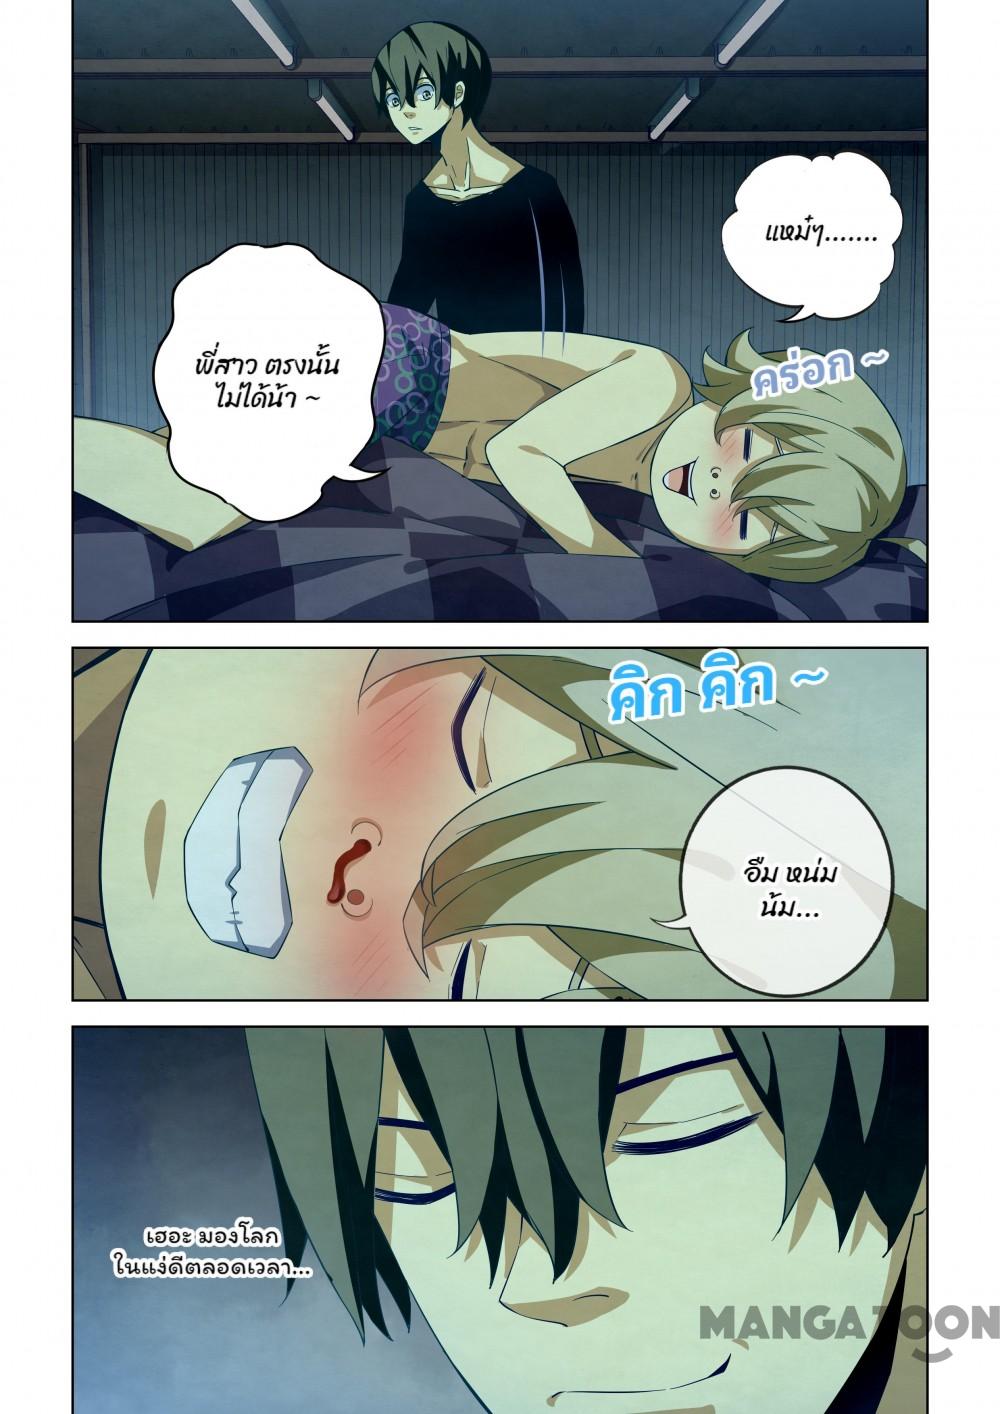 แหม๋ๆ.......
คร่อก ~
พี่สาว ตรงนั้น
ไม่ได้น้า ~
คิก คิก ~
อืม หนุ่ม
น้ม...
เฮอะ มองโลก
ในแง่ดีตลอดเวลา...
MANGATOON